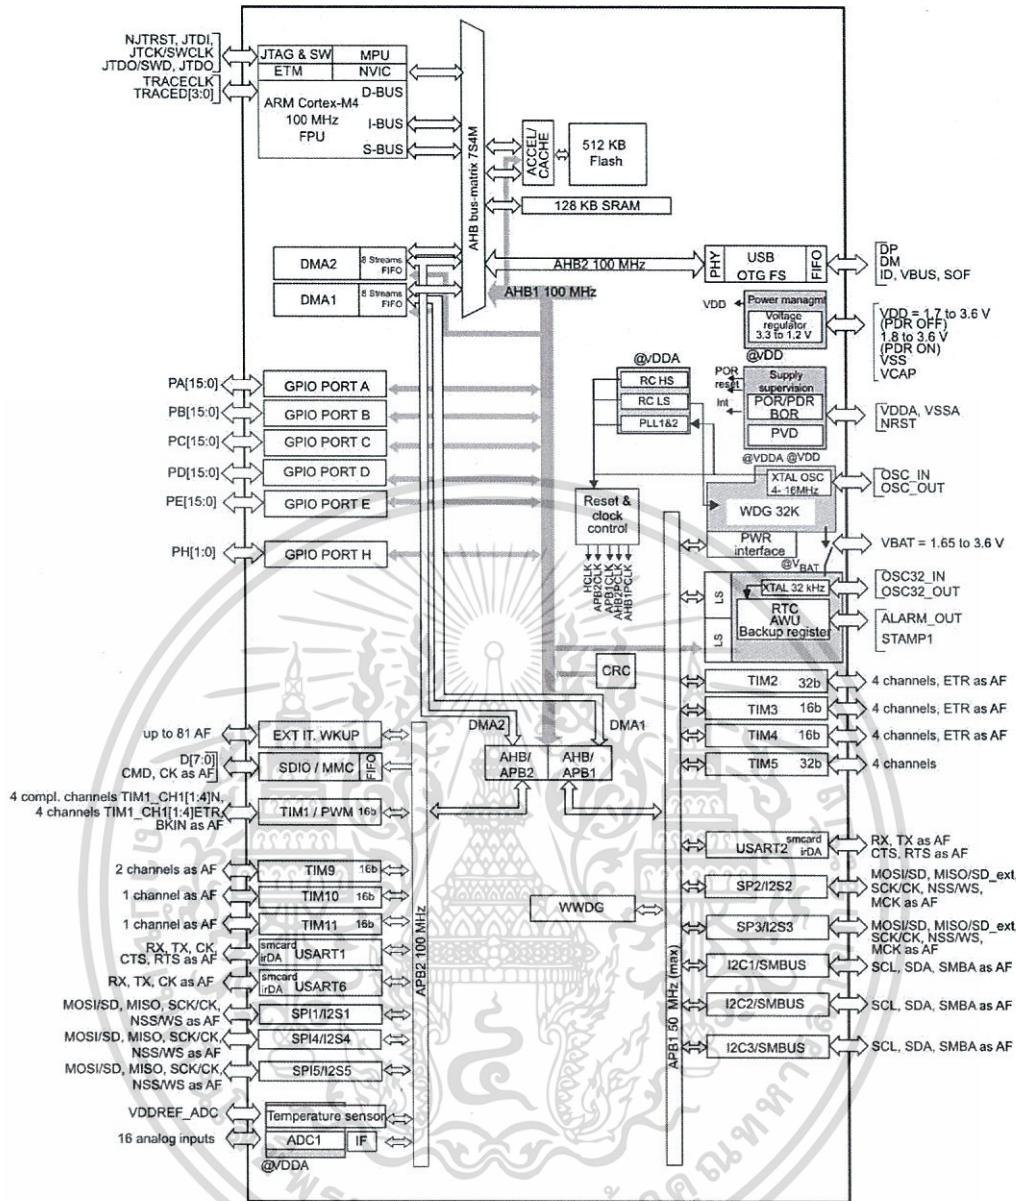 NJTRST, JTDI,
JTCK/SWCLK
JTDO/SWD, JTDO
TRACECLK
TRACED[3:0]
JTAG & SW
MPU
ETM
NVIC
D-BUS
ARM Cortex-M4
100 MHz
FPU
I-BUS
S-BUS
AHB bus-matrix 7S4M
ACCEL/
CACHE
512 KB
Flash
128 KB SRAM
DMA2
8 Streams
FIFO
DMA1
8 Streams
FIFO
AHB2 100 MHz
AHB1 100 MHz
PHY
USB
OTG FS
FIFO
DP
DM
ID, VBUS, SOF
VDD
Power managmt
Voltage
regulator
3.3 to 1.2 V
@VDD
VDD = 1.7 to 3.6 V
(PDR OFF)
1.8 to 3.6 V
(PDR ON)
VSS
VCAP
@VDDA
RC HS
RC LS
PLL1&2
POR
reset
Int
Supply
supervision
POR/PDR
BOR
PVD
VDDA, VSSA
NRST
@VDDA @VDD
XTAL OSC
4- 16MHz
WDG 32K
OSC_IN
OSC_OUT
PWR
interface
VBAT = 1.65 to 3.6 V
@VBAT
Reset &
clock
control
HCLK
APB2CLK
APB1CLK
AHB2PCLK
AHB1PCLK
LS
LS
XTAL 32 kHz
RTC
AWU
Backup register
OSC32_IN
OSC32_OUT
ALARM_OUT
STAMP1
PA[15:0]
GPIO PORT A
PB[15:0]
GPIO PORT B
PC[15:0]
GPIO PORT C
PD[15:0]
GPIO PORT D
PE[15:0]
GPIO PORT E
PH[1:0]
GPIO PORT H
CRC
DMA2
DMA1
AHB/
APB2
AHB/
APB1
TIM2 32b
4 channels, ETR as AF
TIM3 16b
4 channels, ETR as AF
TIM4 16b
4 channels, ETR as AF
TIM5 32b
4 channels
up to 81 AF
EXT IT. WKUP
D[7:0]
CMD, CK as AF
SDIO / MMC
FIFO
4 compl. channels TIM1_CH1[1:4]N,
4 channels TIM1_CH1[1:4]ETR,
BKIN as AF
TIM1 / PWM 16b
2 channels as AF
TIM9 16b
1 channel as AF
TIM10 16b
1 channel as AF
TIM11 16b
RX, TX, CK,
CTS, RTS as AF
smcard
irDA
USART1
RX, TX, CK as AF
smcard
irDA
USART6
MOSI/SD, MISO, SCK/CK,
NSS/WS as AF
SPI1/I2S1
MOSI/SD, MISO, SCK/CK,
NSS/WS as AF
SPI4/I2S4
MOSI/SD, MISO, SCK/CK,
NSS/WS as AF
SPI5/I2S5
VDDREF_ADC
Temperature sensor
16 analog inputs
ADC1
IF
@VDDA
APB2 100 MHz
WWDG
APB1 50 MHz (max)
USART2
smcard
irDA
RX, TX as AF
CTS, RTS as AF
SP2/I2S2
MOSI/SD, MISO/SD_ext,
SCK/CK, NSS/WS,
MCK as AF
SP3/I2S3
MOSI/SD, MISO/SD_ext,
SCK/CK, NSS/WS,
MCK as AF
I2C1/SMBUS
SCL, SDA, SMBA as AF
I2C2/SMBUS
SCL, SDA, SMBA as AF
I2C3/SMBUS
SCL, SDA, SMBA as AF